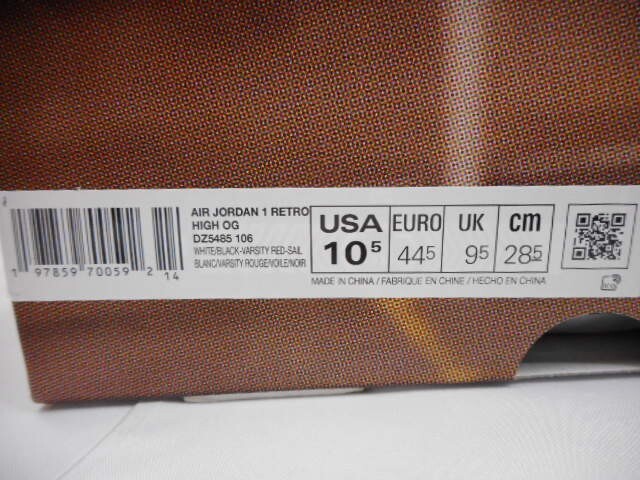 AIR JORDAN 1 RETRO
HIGH OG
DZ5485 106
WHITE/BLACK-VARSITY RED-SAIL
BLANC/VARSITY ROUGE/VOILE/NOIR
1 97859 70059 2 14
USA EURO UK cm
10⁵ 44⁵ 9⁵ 28⁵
MADE IN CHINA / FABRIQUE EN CHINE / HECHO EN CHINA